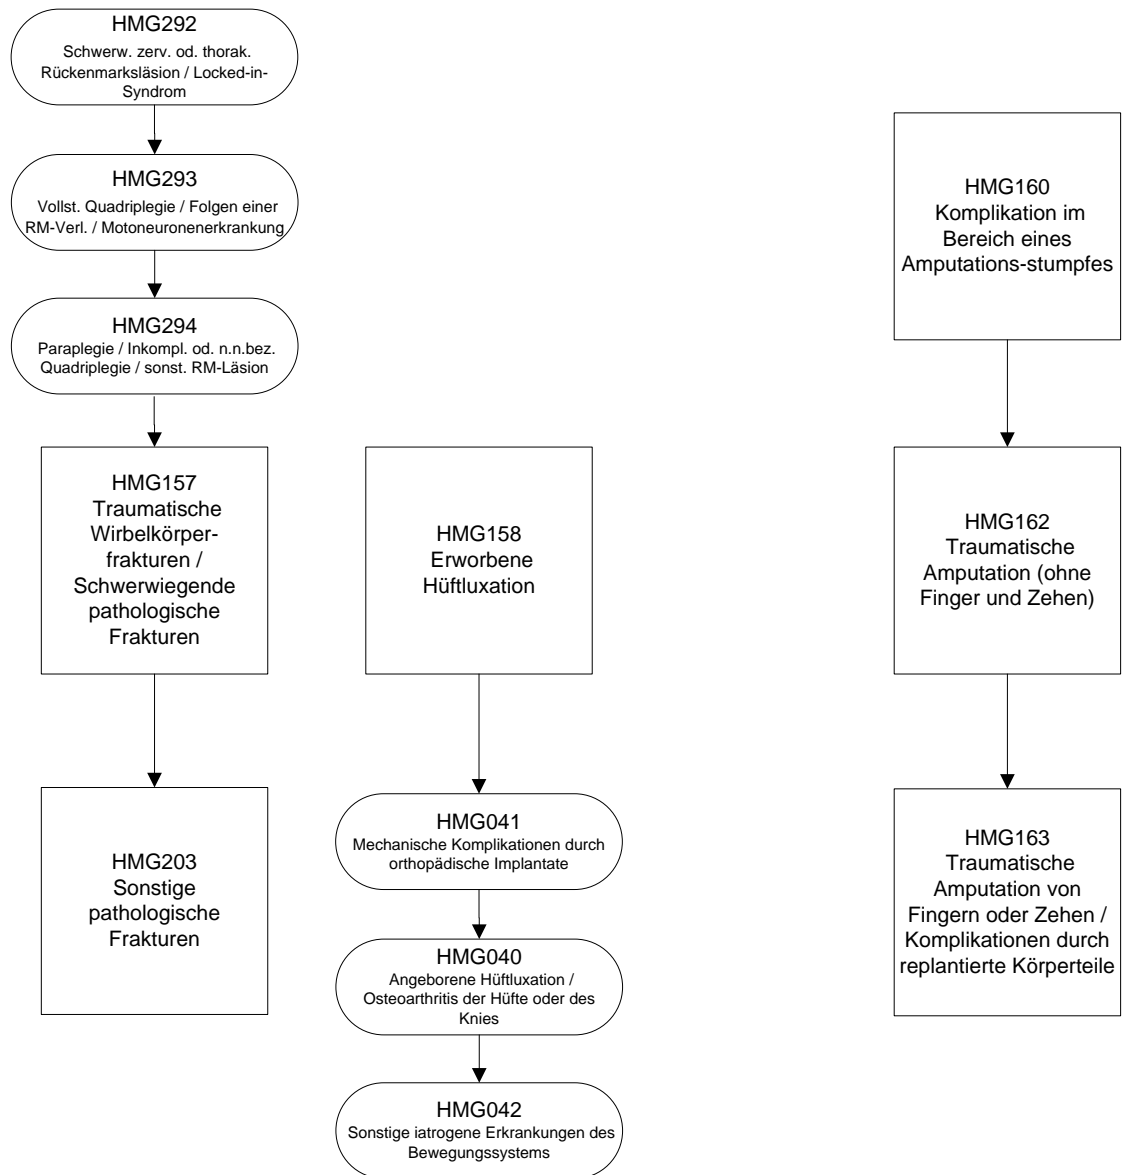 HMG292
Schwerw. zerv. od. thorak.
Rückenmarksläsion / Locked-in-
Syndrom
HMG293
Vollst. Quadriplegie / Folgen einer
RM-Verl. / Motoneuronenerkrankung
HMG294
Paraplegie / Inkompl. od. n.n.bez.
Quadriplegie / sonst. RM-Läsion
HMG157
Traumatische
Wirbelkörper-
frakturen /
Schwerwiegende
pathologische
Frakturen
HMG203
Sonstige
pathologische
Frakturen
HMG158
Erworbene
Hüftluxation
HMG041
Mechanische Komplikationen durch
orthopädische Implantate
HMG040
Angeborene Hüftluxation /
Osteoarthritis der Hüfte oder des
Knies
HMG042
Sonstige iatrogene Erkrankungen des
Bewegungssystems
HMG160
Komplikation im
Bereich eines
Amputations-stumpfes
HMG162
Traumatische
Amputation (ohne
Finger und Zehen)
HMG163
Traumatische
Amputation von
Fingern oder Zehen /
Komplikationen durch
replantierte Körperteile